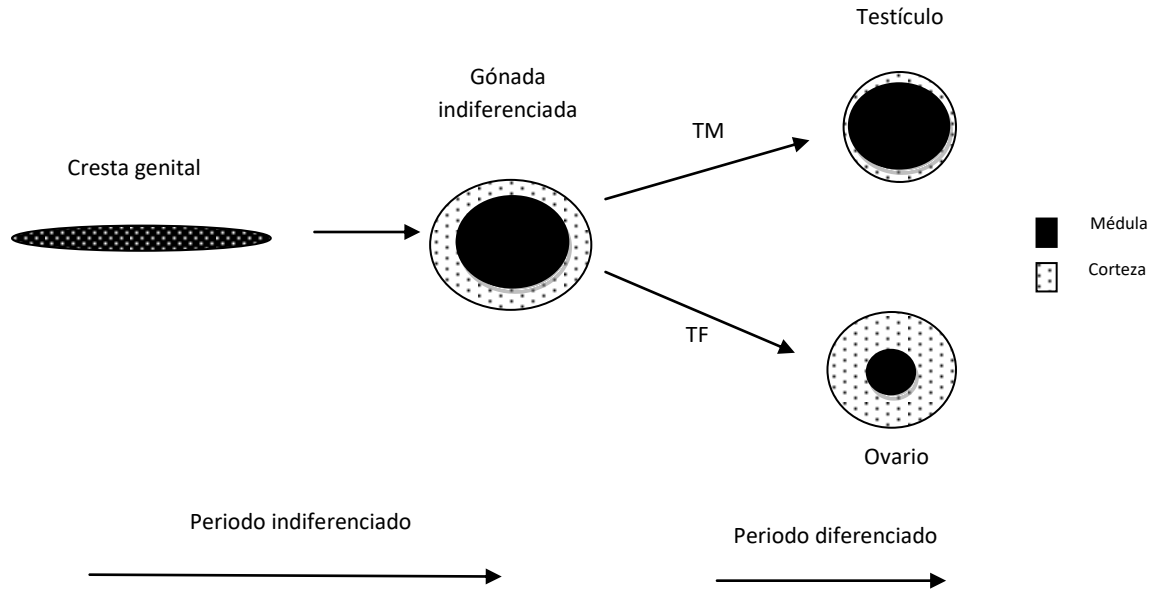 Testículo
Gónada
indiferenciada
TM
Cresta genital
Médula
Corteza
TF
Ovario
Periodo indiferenciado
Periodo diferenciado